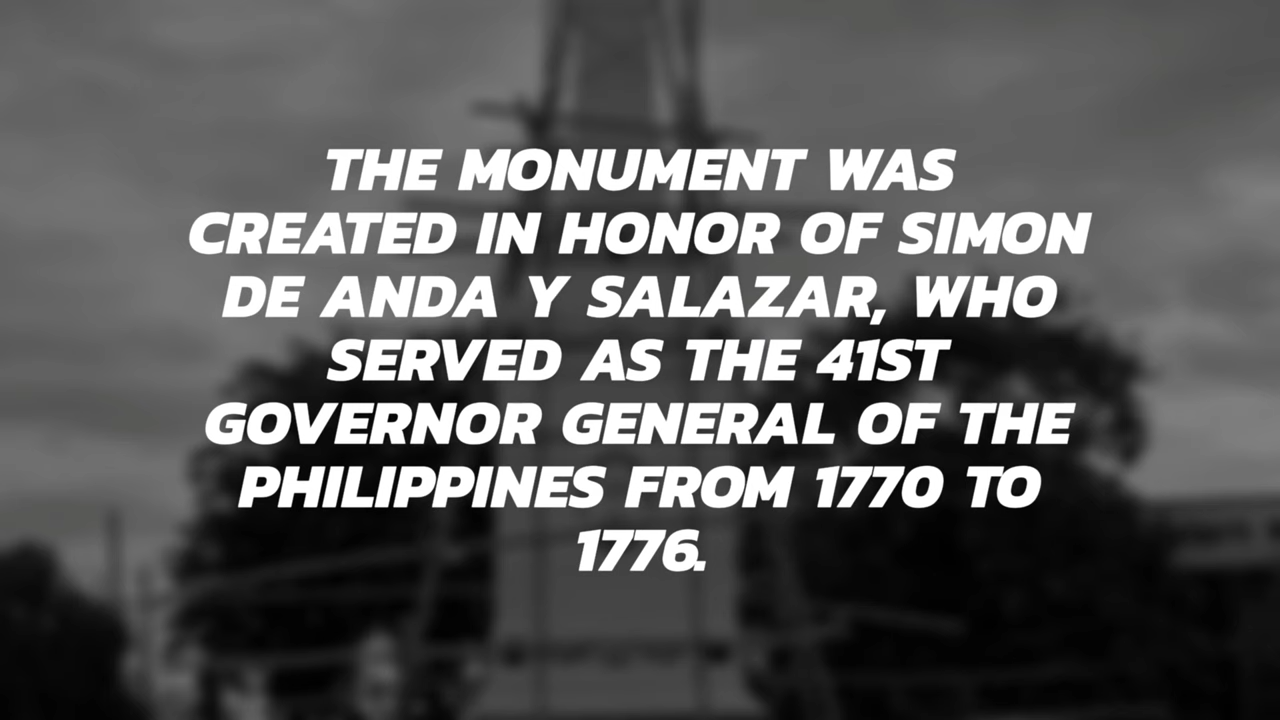 THE MONUMENT WAS
CREATED IN HONOR OF SIMON
DE ANDA Y SALAZAR, WHO
SERVED AS THE 41ST
GOVERNOR GENERAL OF THE
PHILIPPINES FROM 1770 TO
1776.